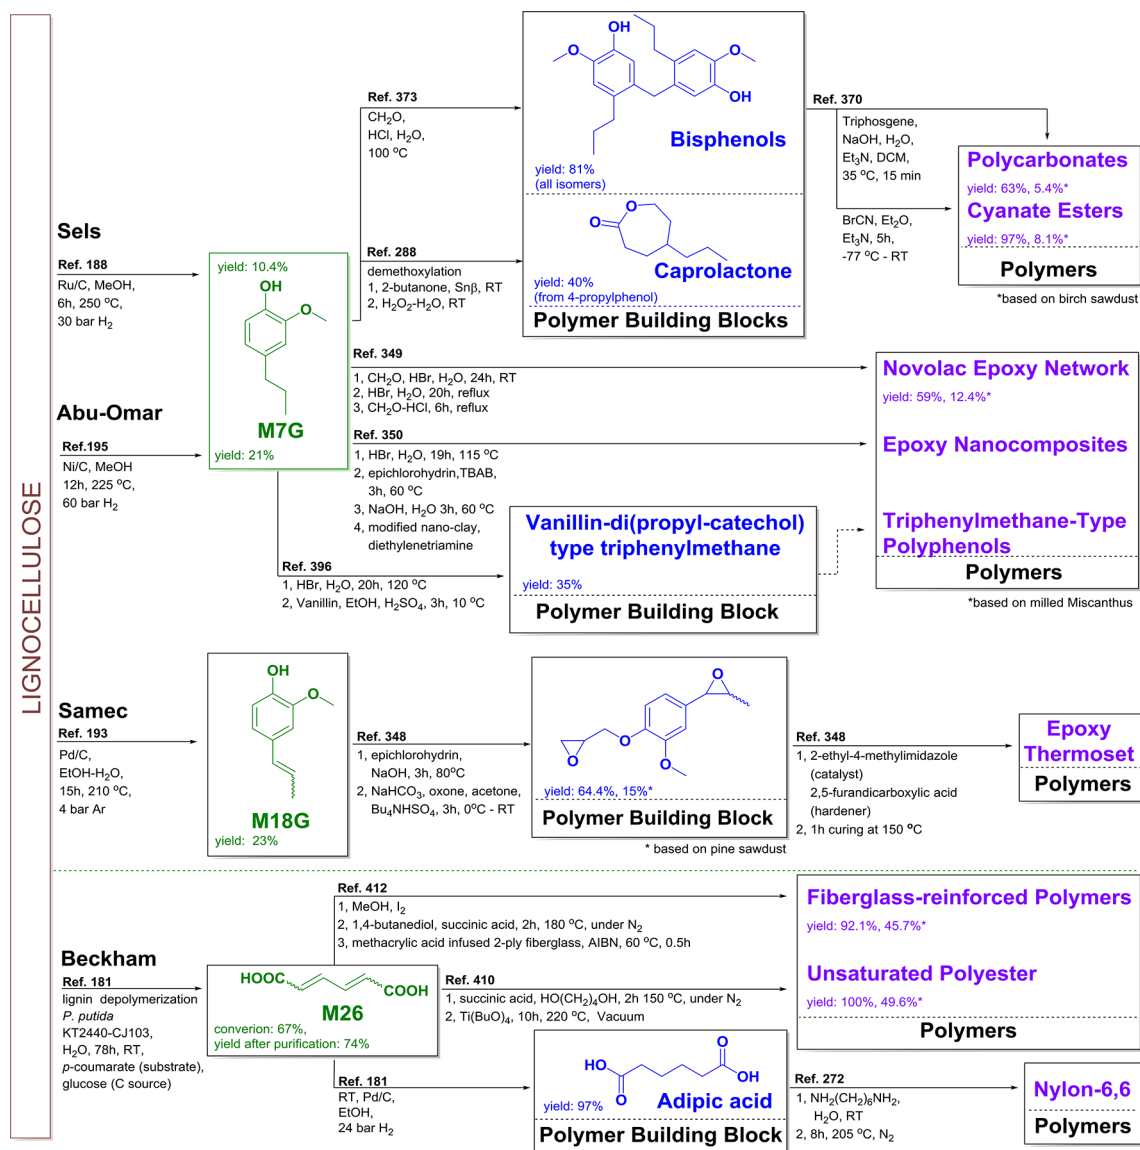 LIGNOCELLULOSE
Sels
Ref. 188
Ru/C, MeOH,
6h, 250 °C,
30 bar H2
Abu-Omar
Ref.195
Ni/C, MeOH
12h, 225 °C,
60 bar H2
yield: 10.4%
OH
O
M7G
yield: 21%
Ref. 373
CH2O,
HCl, H2O,
100 °C
Ref. 288
demethoxylation
1, 2-butanone, Snβ, RT
2, H2O2-H2O, RT
OH
O
O
OH
Bisphenols
yield: 81%
(all isomers)
O
O
Caprolactone
yield: 40%
(from 4-propylphenol)
Polymer Building Blocks
Ref. 370
Triphosgene,
NaOH, H2O,
Et3N, DCM,
35 °C, 15 min
BrCN, Et2O,
Et3N, 5h,
-77 °C - RT
Polycarbonates
yield: 63%, 5.4%*
Cyanate Esters
yield: 97%, 8.1%*
Polymers
*based on birch sawdust
Ref. 349
1, CH2O, HBr, H2O, 24h, RT
2, HBr, H2O, 20h, reflux
3, CH2O-HCl, 6h, reflux
Ref. 350
1, HBr, H2O, 19h, 115 °C
2, epichlorohydrin,TBAB,
3h, 60 °C
3, NaOH, H2O 3h, 60 °C
4, modified nano-clay,
diethylenetriamine
Ref. 396
1, HBr, H2O, 20h, 120 °C
2, Vanillin, EtOH, H2SO4, 3h, 10 °C
Vanillin-di(propyl-catechol)
type triphenylmethane
yield: 35%
Polymer Building Block
Novolac Epoxy Network
yield: 59%, 12.4%*
Epoxy Nanocomposites
Triphenylmethane-Type
Polyphenols
Polymers
*based on milled Miscanthus
Samec
Ref. 193
Pd/C,
EtOH-H2O,
15h, 210 °C,
4 bar Ar
OH
O
M18G
yield: 23%
Ref. 348
1, epichlorohydrin,
NaOH, 3h, 80°C
2, NaHCO3, oxone, acetone,
Bu4NHSO4, 3h, 0°C - RT
O
O
O
O
yield: 64.4%, 15%*
Polymer Building Block
* based on pine sawdust
Ref. 348
1, 2-ethyl-4-methylimidazole
(catalyst)
2,5-furandicarboxylic acid
(hardener)
2, 1h curing at 150 °C
Epoxy
Thermoset
Polymers
Beckham
Ref. 181
lignin depolymerization
P. putida
KT2440-CJ103,
H2O, 78h, RT,
p-coumarate (substrate),
glucose (C source)
HOOC
COOH
M26
converion: 67%,
yield after purification: 74%
Ref. 412
1, MeOH, I2
2, 1,4-butanediol, succinic acid, 2h, 180 °C, under N2
3, methacrylic acid infused 2-ply fiberglass, AIBN, 60 °C, 0.5h
Ref. 410
1, succinic acid, HO(CH2)4OH, 2h 150 °C, under N2
2, Ti(BuO)4, 10h, 220 °C, Vacuum
Fiberglass-reinforced Polymers
yield: 92.1%, 45.7%*
Unsaturated Polyester
yield: 100%, 49.6%*
Polymers
Ref. 181
RT, Pd/C,
EtOH,
24 bar H2
O
HO
OH
O
yield: 97%
Adipic acid
Polymer Building Block
Ref. 272
1, NH2(CH2)6NH2,
H2O, RT
2, 8h, 205 °C, N2
Nylon-6,6
Polymers